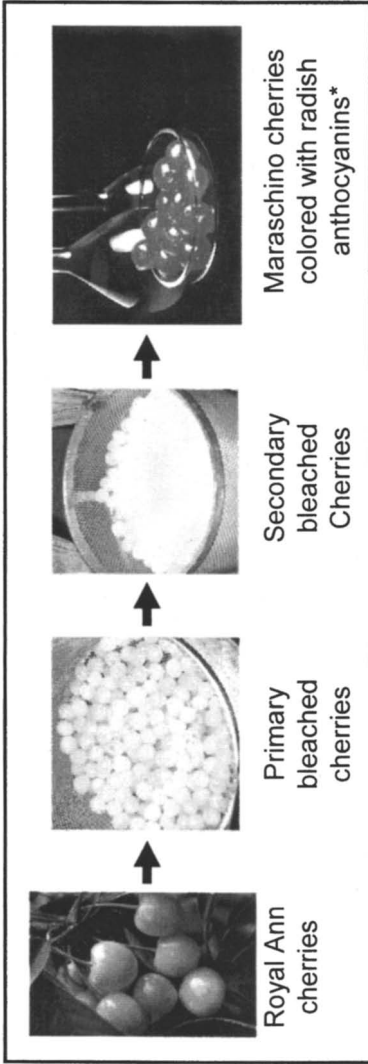 Royal Ann
cherries
Primary
bleached
cherries
Secondary
bleached
Cherries
Maraschino cherries
colored with radish
anthocyanins*